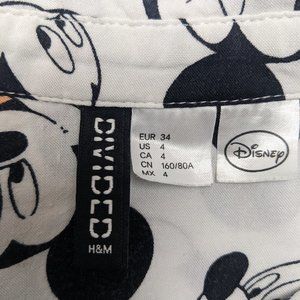 DIVIDED
H&M
EUR 34
US 4
CA 4
CN 160/80A
MX 4
Disney